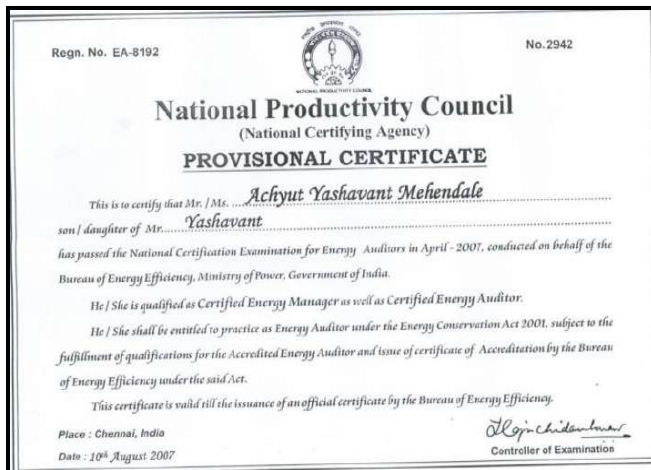 Regn. No. EA-8192
No.2942
NATIONAL PRODUCTIVITY COUNCIL
National Productivity Council
(National Certifying Agency)
PROVISIONAL CERTIFICATE
This is to certify that Mr. / Ms. Achyut Yashavant Mehendale
son / daughter of Mr. Yashavant
has passed the National Certification Examination for Energy Auditors in April - 2007, conducted on behalf of the
Bureau of Energy Efficiency, Ministry of Power, Government of India.
He / She is qualified as Certified Energy Manager as well as Certified Energy Auditor.
He / She shall be entitled to practice as Energy Auditor under the Energy Conservation Act 2001, subject to the
fulfillment of qualifications for the Accredited Energy Auditor and issue of certificate of Accreditation by the Bureau
of Energy Efficiency under the said Act.
This certificate is valid till the issuance of an official certificate by the Bureau of Energy Efficiency.
Place : Chennai, India
Date : 10th August 2007
Controller of Examination